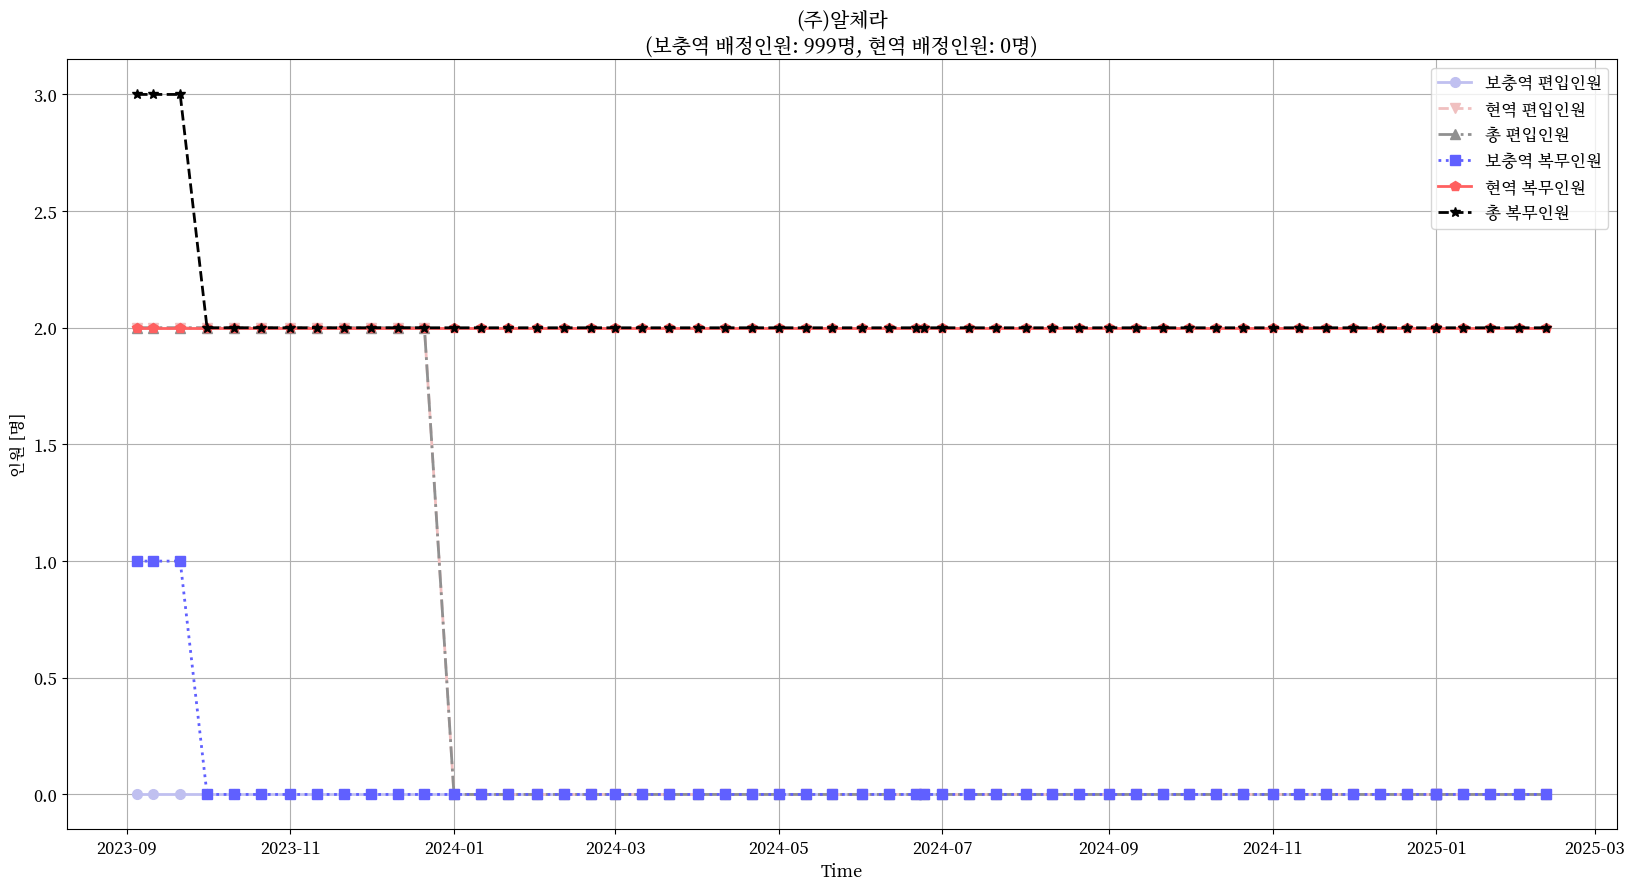 (주)알체라
(보충역 배정인원: 999명, 현역 배정인원: 0명)
보충역 편입인원
현역 편입인원
총 편입인원
보충역 복무인원
현역 복무인원
총 복무인원
인원 [명]
3.0
2.5
2.0
1.5
1.0
0.5
0.0
2023-09
2023-11
2024-01
2024-03
2024-05
2024-07
2024-09
2024-11
2025-01
2025-03
Time